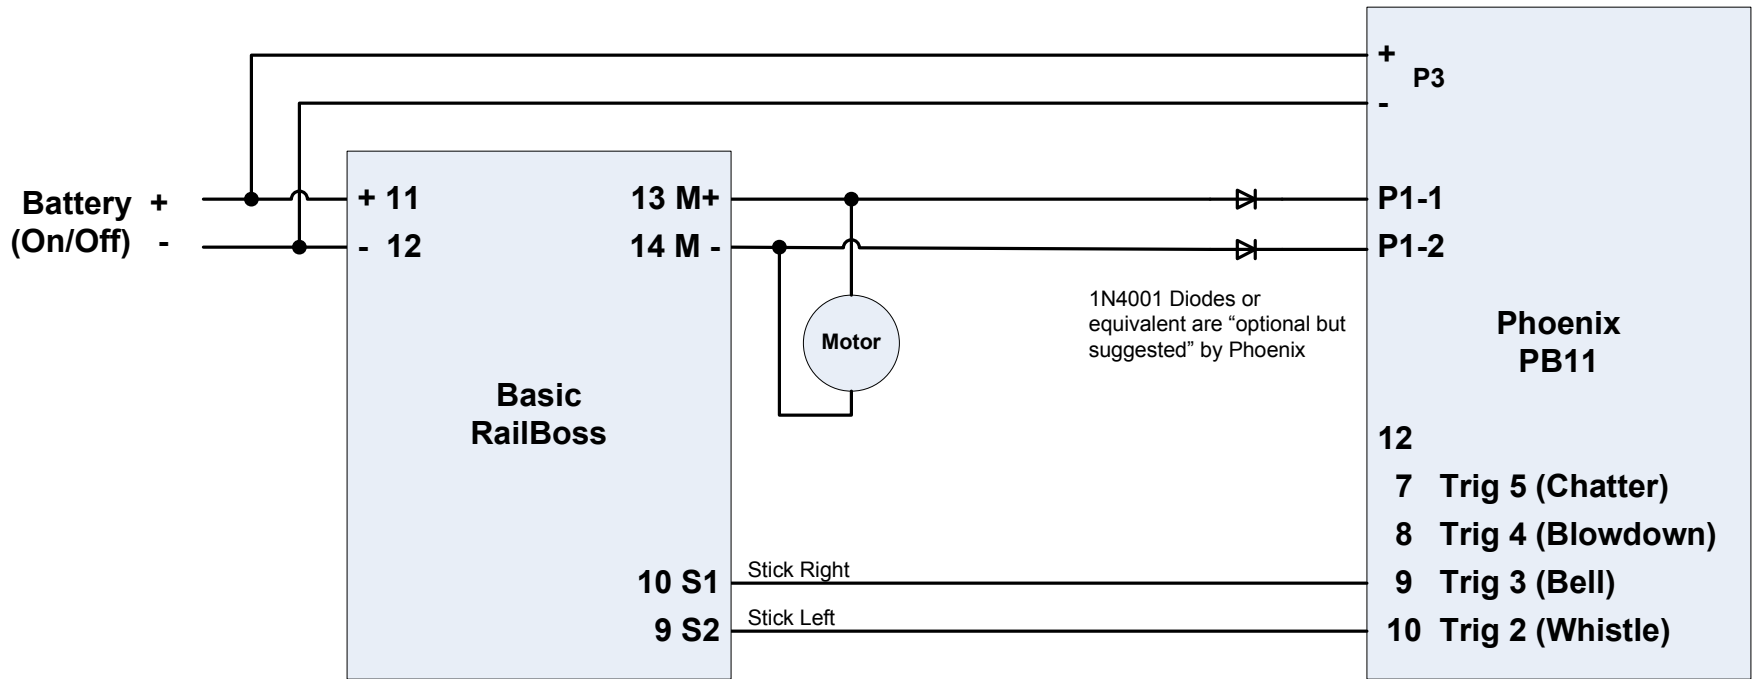 +
P3
-
Battery +
(On/Off) -
+ 11
- 12
13 M+
14 M -
P1-1
P1-2
Motor
1N4001 Diodes or
equivalent are “optional but
suggested” by Phoenix
Phoenix
PB11
Basic
RailBoss
12
7 Trig 5 (Chatter)
8 Trig 4 (Blowdown)
10 S1
Stick Right
9 Trig 3 (Bell)
9 S2
Stick Left
10 Trig 2 (Whistle)